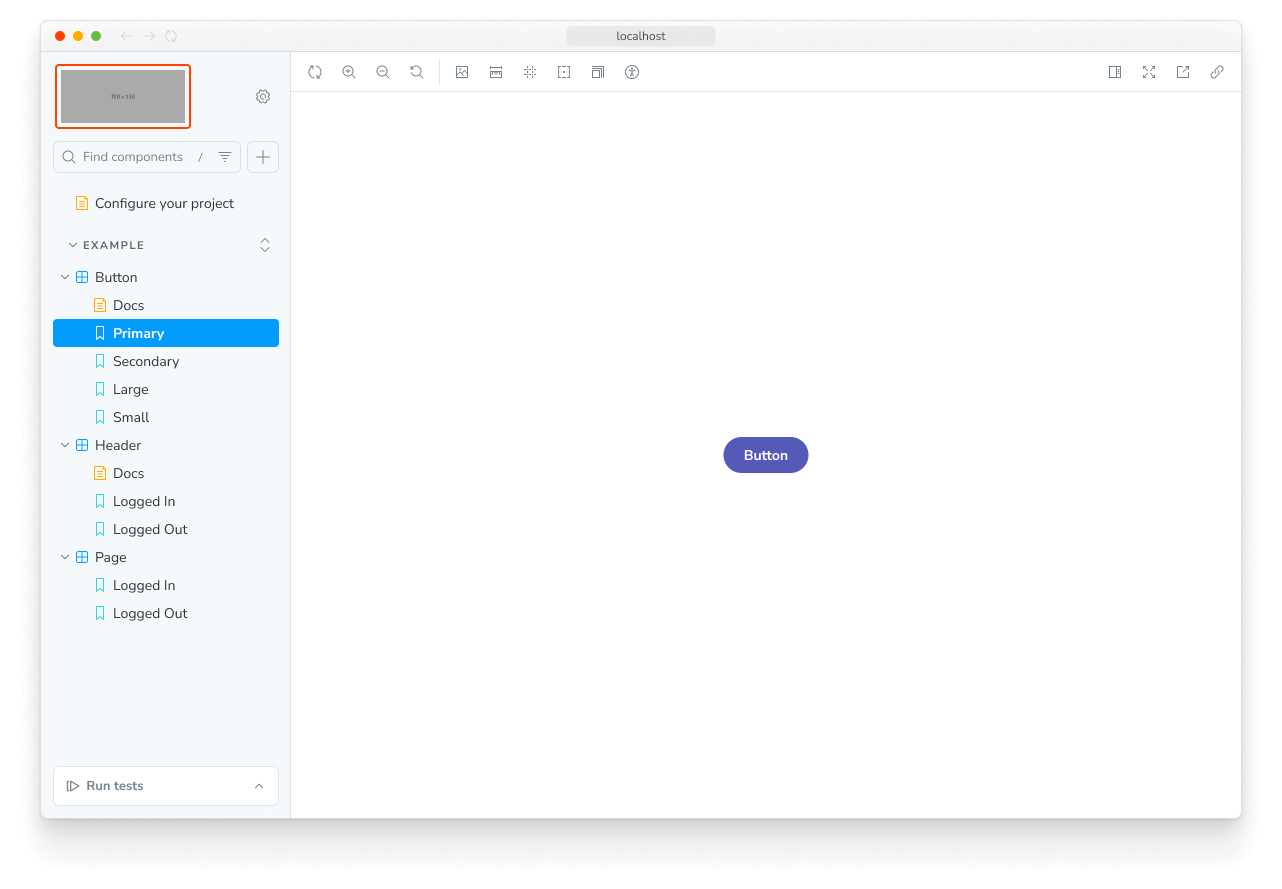 localhost
350 x 150
Find components /
Configure your project
EXAMPLE
Button
Docs
Primary
Secondary
Large
Small
Header
Docs
Logged In
Logged Out
Page
Logged In
Logged Out
Button
Run tests